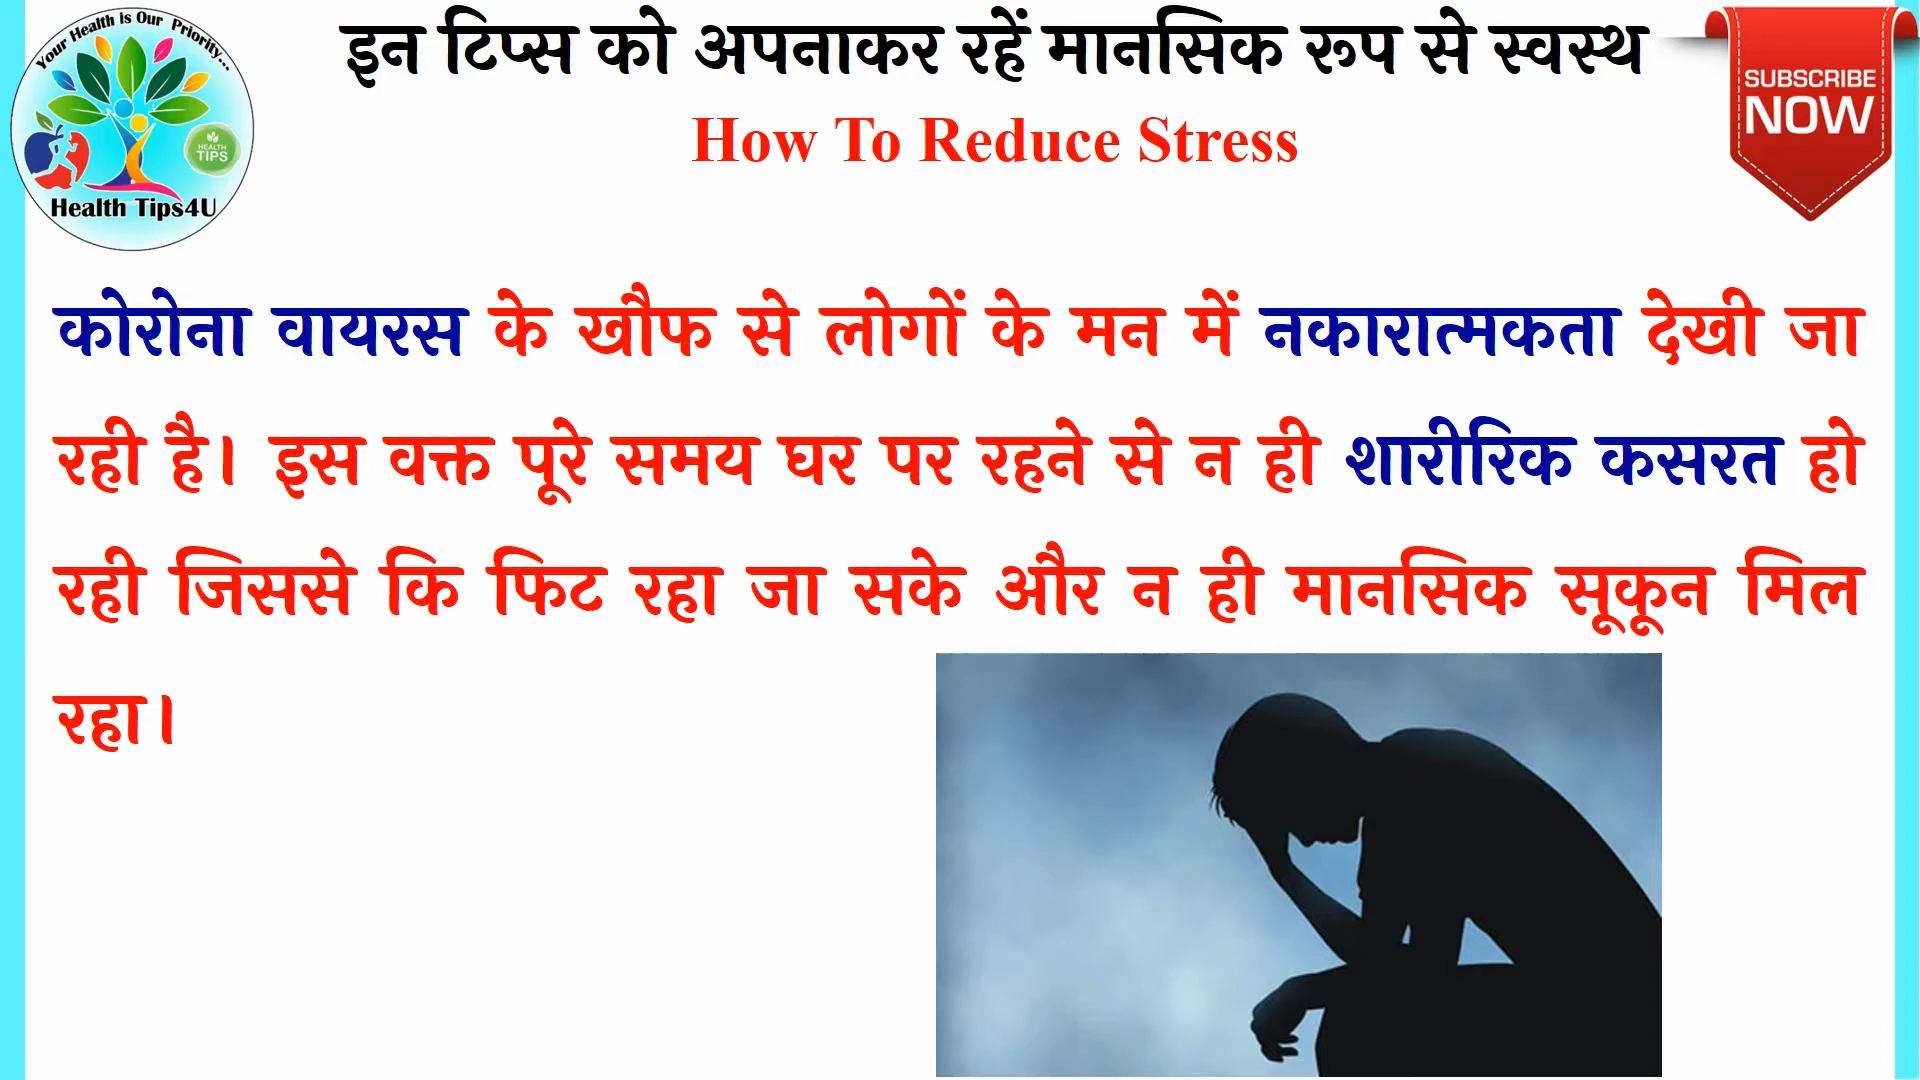 Your Health is Our Priority...
HEALTH
TIPS
Health Tips4U
इन टिप्स को अपनाकर रहें मानसिक रूप से स्वस्थ
How To Reduce Stress
SUBSCRIBE
NOW
कोरोना वायरस के खौफ से लोगों के मन में नकारात्मकता देखी जा
रही है। इस वक्त पूरे समय घर पर रहने से न ही शारीरिक कसरत हो
रही जिससे कि फिट रहा जा सके और न ही मानसिक सूकून मिल
रहा।